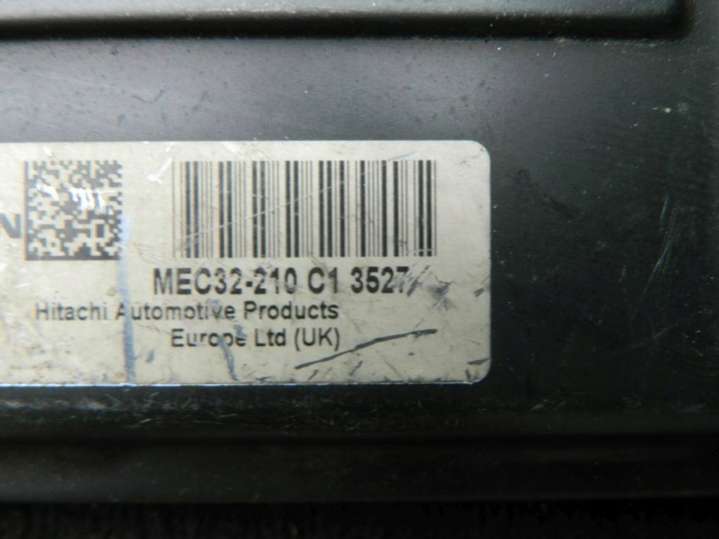 N
MEC32-210 C1 3527
Hitachi Automotive Products
Europe Ltd (UK)